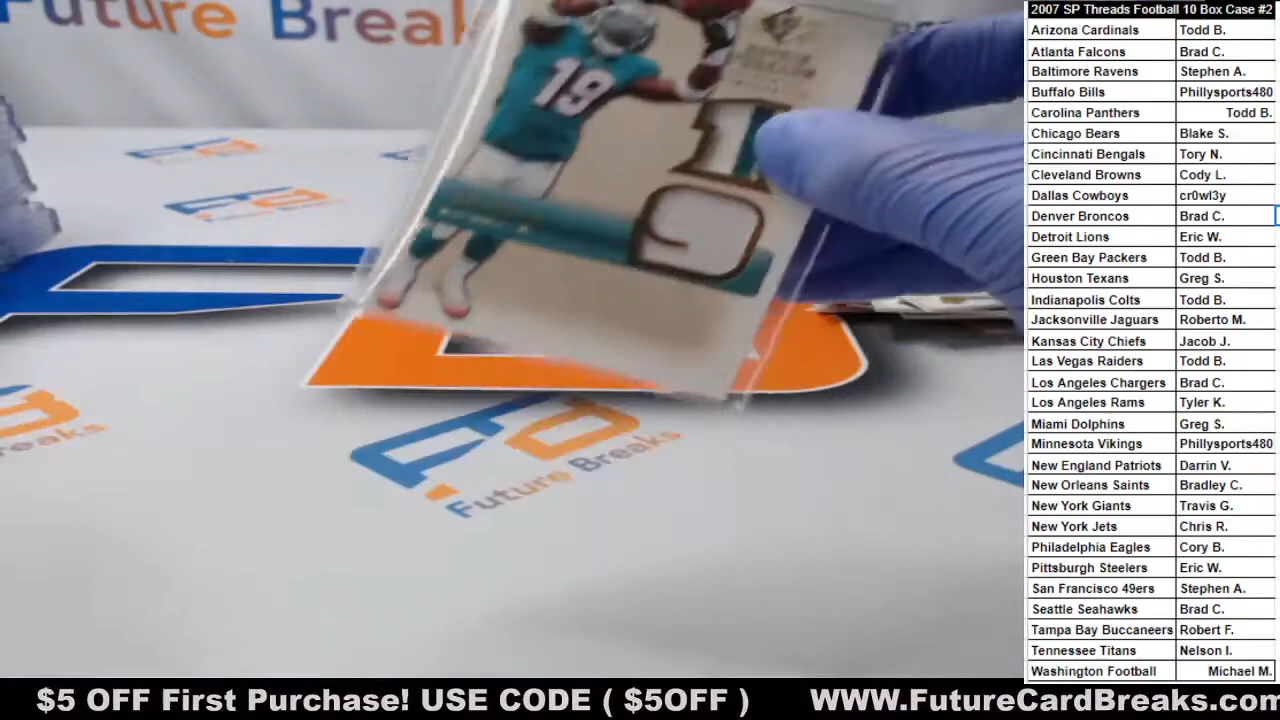 Future Breaks
19
SP
19
Future Breaks
2007 SP Threads Football 10 Box Case #2
Arizona Cardinals Todd B.
Atlanta Falcons Brad C.
Baltimore Ravens Stephen A.
Buffalo Bills Phillysports480
Carolina Panthers Todd B.
Chicago Bears Blake S.
Cincinnati Bengals Tory N.
Cleveland Browns Cody L.
Dallas Cowboys cr0wl3y
Denver Broncos Brad C.
Detroit Lions Eric W.
Green Bay Packers Todd B.
Houston Texans Greg S.
Indianapolis Colts Todd B.
Jacksonville Jaguars Roberto M.
Kansas City Chiefs Jacob J.
Las Vegas Raiders Todd B.
Los Angeles Chargers Brad C.
Los Angeles Rams Tyler K.
Miami Dolphins Greg S.
Minnesota Vikings Phillysports480
New England Patriots Darrin V.
New Orleans Saints Bradley C.
New York Giants Travis G.
New York Jets Chris R.
Philadelphia Eagles Cory B.
Pittsburgh Steelers Eric W.
San Francisco 49ers Stephen A.
Seattle Seahawks Brad C.
Tampa Bay Buccaneers Robert F.
Tennessee Titans Nelson I.
Washington Football Michael M.
$5 OFF First Purchase! USE CODE ( $5OFF ) WWW.FutureCardBreaks.com